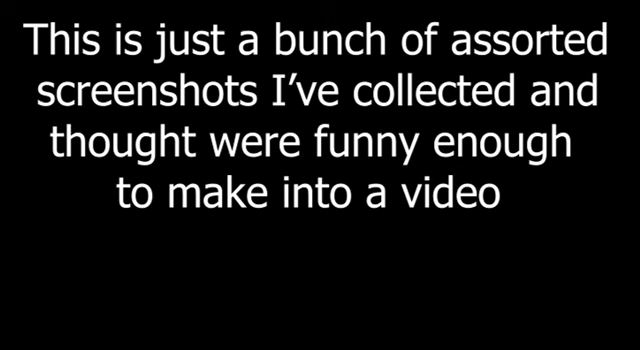 This is just a bunch of assorted
screenshots I’ve collected and
thought were funny enough
to make into a video